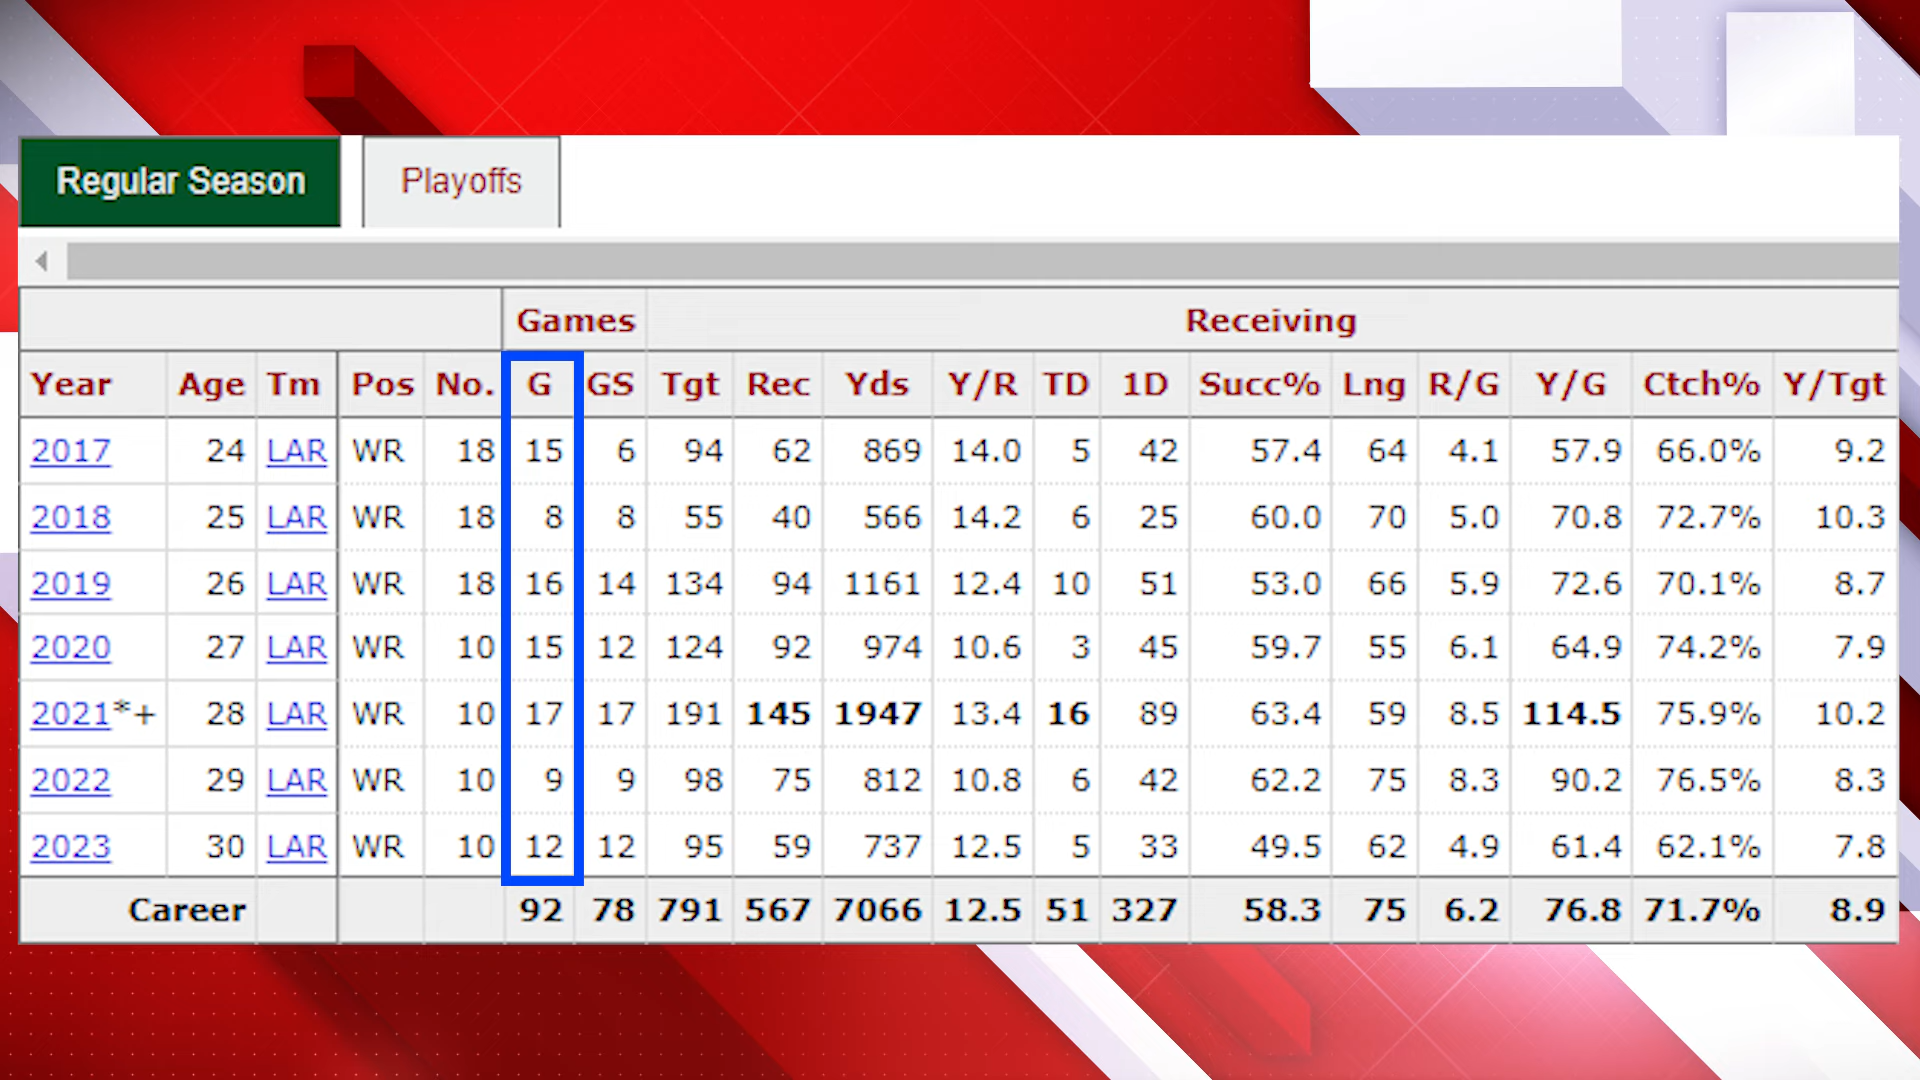 Regular Season Playoffs
Games Receiving
Year Age Tm Pos No. G GS Tgt Rec Yds Y/R TD 1D Succ% Lng R/G Y/G Ctch% Y/Tgt
2017 24 LAR WR 18 15 6 94 62 869 14.0 5 42 57.4 64 4.1 57.9 66.0% 9.2
2018 25 LAR WR 18 8 8 55 40 566 14.2 6 25 60.0 70 5.0 70.8 72.7% 10.3
2019 26 LAR WR 18 16 14 134 94 1161 12.4 10 51 53.0 66 5.9 72.6 70.1% 8.7
2020 27 LAR WR 10 15 12 124 92 974 10.6 3 45 59.7 55 6.1 64.9 74.2% 7.9
2021*+ 28 LAR WR 10 17 17 191 145 1947 13.4 16 89 63.4 59 8.5 114.5 75.9% 10.2
2022 29 LAR WR 10 9 9 98 75 812 10.8 6 42 62.2 75 8.3 90.2 76.5% 8.3
2023 30 LAR WR 10 12 12 95 59 737 12.5 5 33 49.5 62 4.9 61.4 62.1% 7.8
Career 92 78 791 567 7066 12.5 51 327 58.3 75 6.2 76.8 71.7% 8.9